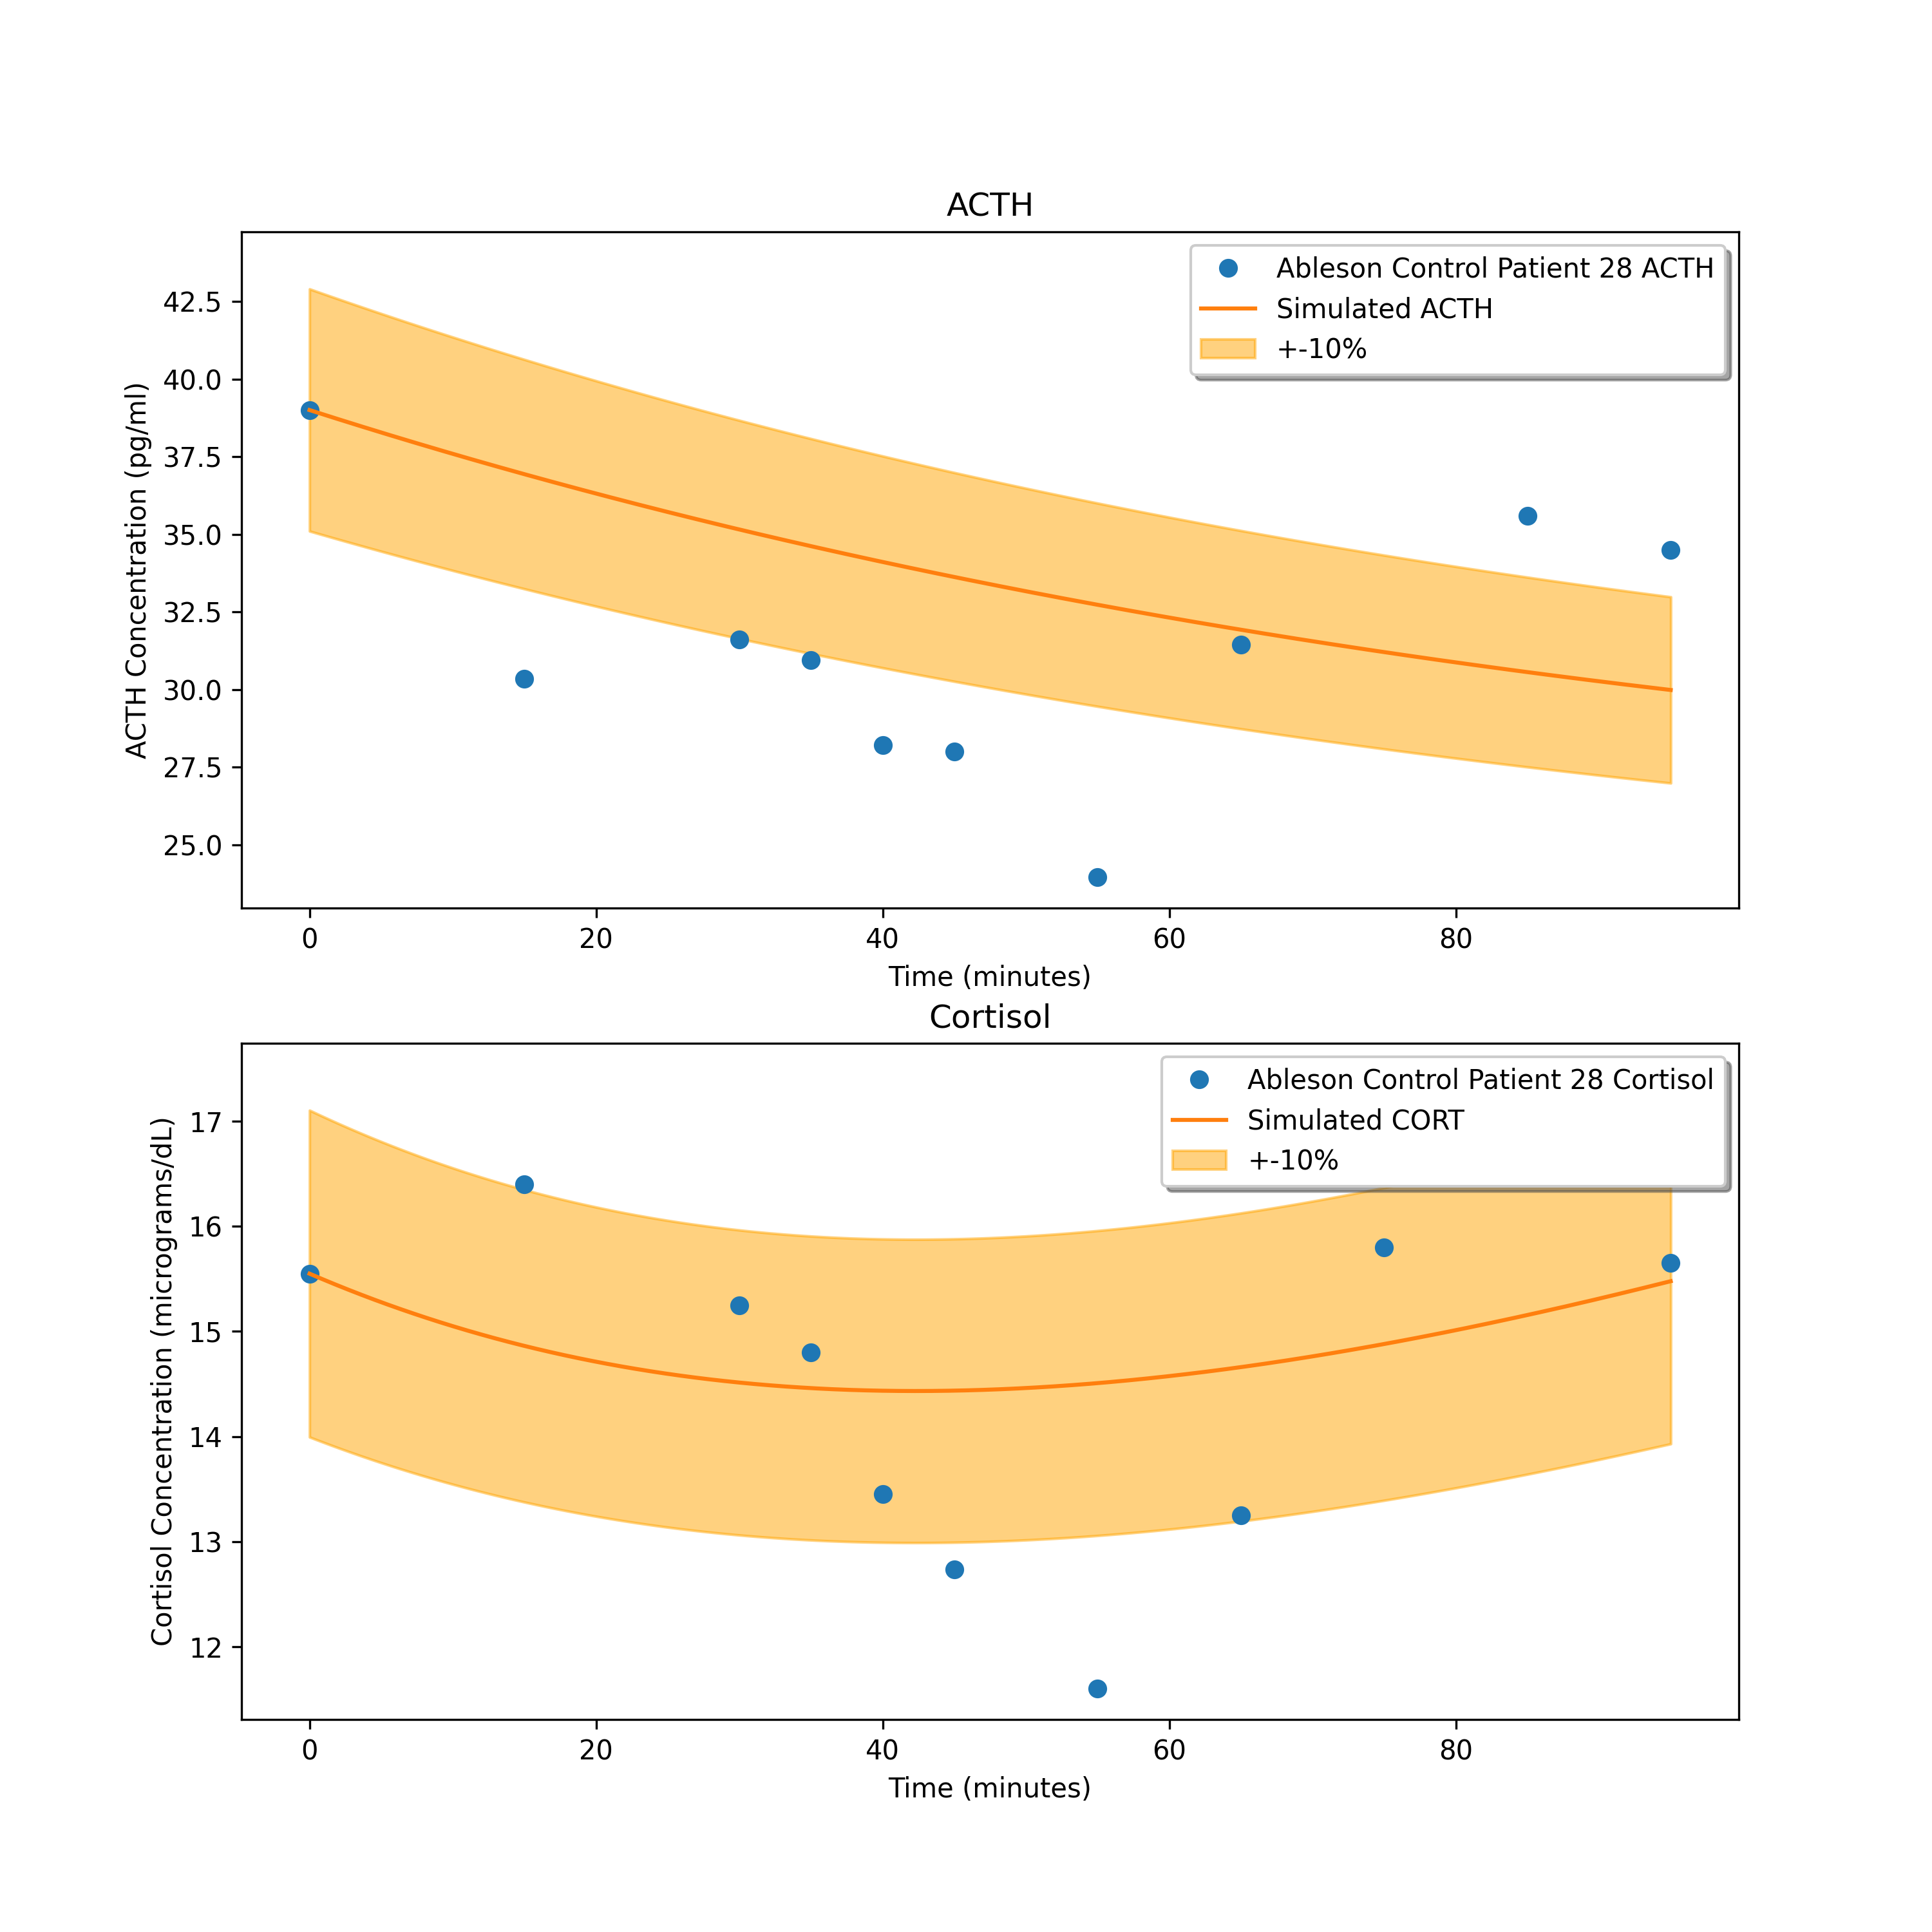 ACTH
Ableson Control Patient 28 ACTH
Simulated ACTH
+-10%
ACTH Concentration (pg/ml)
42.5
40.0
37.5
35.0
32.5
30.0
27.5
25.0
0 20 40 60 80
Time (minutes)
Cortisol
Ableson Control Patient 28 Cortisol
Simulated CORT
+-10%
Cortisol Concentration (micrograms/dL)
17
16
15
14
13
12
0 20 40 60 80
Time (minutes)